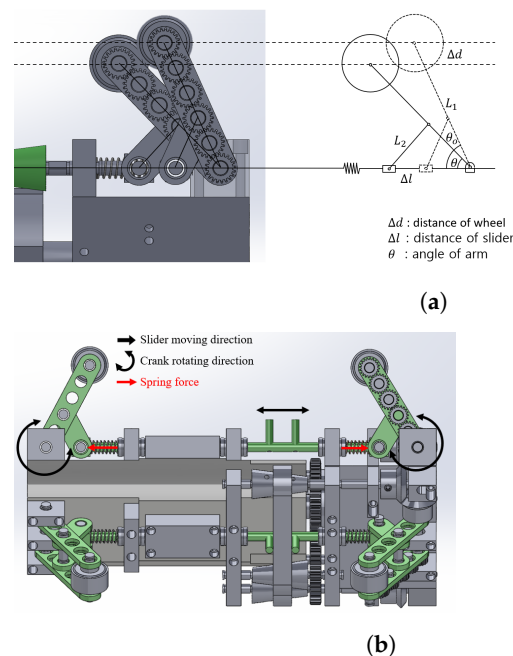 Δd
L₁
L₂
θₒ
θ
Δl
Δd : distance of wheel
Δl : distance of slider
θ : angle of arm
(a)
Slider moving direction
Crank rotating direction
Spring force
(b)